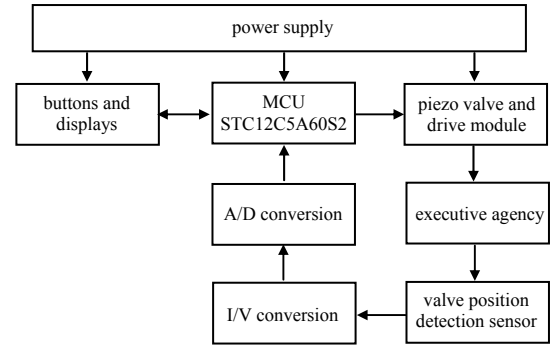 power supply
buttons and
displays
MCU
STC12C5A60S2
piezo valve and
drive module
A/D conversion
executive agency
I/V conversion
valve position
detection sensor